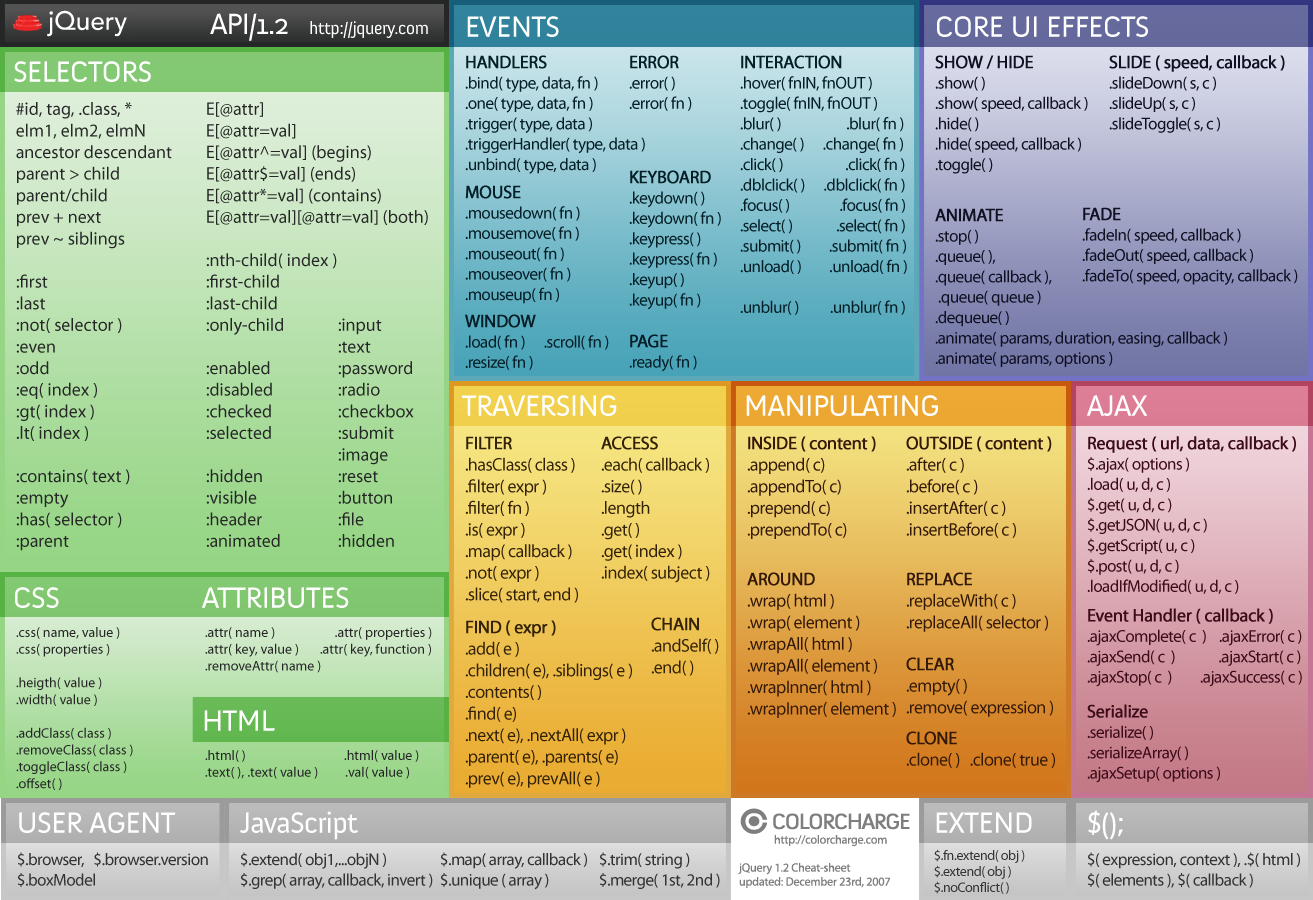 jQuery API/1.2 http://jquery.com
SELECTORS
#id, tag, .class, *
elm1, elm2, elmN
ancestor descendant
parent > child
parent/child
prev + next
prev ~ siblings
:first
:last
:not( selector )
:even
:odd
:eq( index )
:gt( index )
.lt( index )
:contains( text )
:empty
:has( selector )
:parent
E[@attr]
E[@attr=val]
E[@attr^=val] (begins)
E[@attr$=val] (ends)
E[@attr*=val] (contains)
E[@attr=val][@attr=val] (both)
:nth-child( index )
:first-child
:last-child
:only-child
:enabled
:disabled
:checked
:selected
:hidden
:visible
:header
:animated
:input
:text
:password
:radio
:checkbox
:submit
:image
:reset
:button
:file
:hidden
CSS
.css( name, value )
.css( properties )
.heigth( value )
.width( value )
.addClass( class )
.removeClass( class )
.toggleClass( class )
.offset( )
ATTRIBUTES
.attr( name ) .attr( properties )
.attr( key, value ) .attr( key, function )
.removeAttr( name )
HTML
.html( ) .html( value )
.text( ), .text( value ) .val( value )
EVENTS
HANDLERS
.bind( type, data, fn )
.one( type, data, fn )
.trigger( type, data )
.triggerHandler( type, data )
.unbind( type, data )
MOUSE
.mousedown( fn )
.mousemove( fn )
.mouseout( fn )
.mouseover( fn )
.mouseup( fn )
WINDOW
.load( fn ) .scroll( fn )
.resize( fn )
ERROR
.error( )
.error( fn )
KEYBOARD
.keydown( )
.keydown( fn )
.keypress( )
.keypress( fn )
.keyup( )
.keyup( fn )
PAGE
.ready( fn )
INTERACTION
.hover( fnIN, fnOUT )
.toggle( fnIN, fnOUT )
.blur( ) .blur( fn )
.change( ) .change( fn )
.click( ) .click( fn )
.dblclick( ) .dblclick( fn )
.focus( ) .focus( fn )
.select( ) .select( fn )
.submit( ) .submit( fn )
.unload( ) .unload( fn )
.unblur( ) .unblur( fn )
CORE UI EFFECTS
SHOW / HIDE
.show( )
.show( speed, callback )
.hide( )
.hide( speed, callback )
.toggle( )
SLIDE ( speed, callback )
.slideDown( s, c )
.slideUp( s, c )
.slideToggle( s, c )
ANIMATE
.stop( )
.queue( ),
.queue( callback ),
.queue( queue )
.dequeue( )
.animate( params, duration, easing, callback )
.animate( params, options )
FADE
.fadeIn( speed, callback )
.fadeOut( speed, callback )
.fadeTo( speed, opacity, callback )
TRAVERSING
FILTER
.hasClass( class )
.filter( expr )
.filter( fn )
.is( expr )
.map( callback )
.not( expr )
.slice( start, end )
ACCESS
.each( callback )
.size( )
.length
.get( )
.get( index )
.index( subject )
FIND ( expr )
.add( e )
.children( e), .siblings( e )
.contents( )
.find( e)
.next( e), .nextAll( expr )
.parent( e), .parents( e )
.prev( e), prevAll( e )
CHAIN
.andSelf( )
.end( )
MANIPULATING
INSIDE ( content )
.append( c)
.appendTo( c)
.prepend( c)
.prependTo( c)
OUTSIDE ( content )
.after( c )
.before( c )
.insertAfter( c )
.insertBefore( c )
AROUND
.wrap( html )
.wrap( element )
.wrapAll( html )
.wrapAll( element )
.wrapInner( html )
.wrapInner( element )
REPLACE
.replaceWith( c )
.replaceAll( selector )
CLEAR
.empty( )
.remove( expression )
CLONE
.clone( ) .clone( true )
AJAX
Request ( url, data, callback )
$.ajax( options )
.load( u, d, c )
$.get( u, d, c )
$.getJSON( u, d, c )
$.getScript( u, c )
$.post( u, d, c )
.loadIfModified( u, d, c )
Event Handler ( callback )
.ajaxComplete( c ) .ajaxError( c )
.ajaxSend( c ) .ajaxStart( c )
.ajaxStop( c ) .ajaxSuccess( c )
Serialize
.serialize( )
.serializeArray( )
.ajaxSetup( options )
USER AGENT
$.browser, $.browser.version
$.boxModel
JavaScript
$.extend( obj1,...objN ) $.map( array, callback ) $.trim( string )
$.grep( array, callback, invert ) $.unique ( array ) $.merge( 1st, 2nd )
COLORCHARGE
http://colorcharge.com
jQuery 1.2 Cheat-sheet
updated: December 23rd, 2007
EXTEND
$.fn.extend( obj )
$.extend( obj )
$.noConflict( )
$();
$( expression, context ), .$( html )
$( elements ), $( callback )